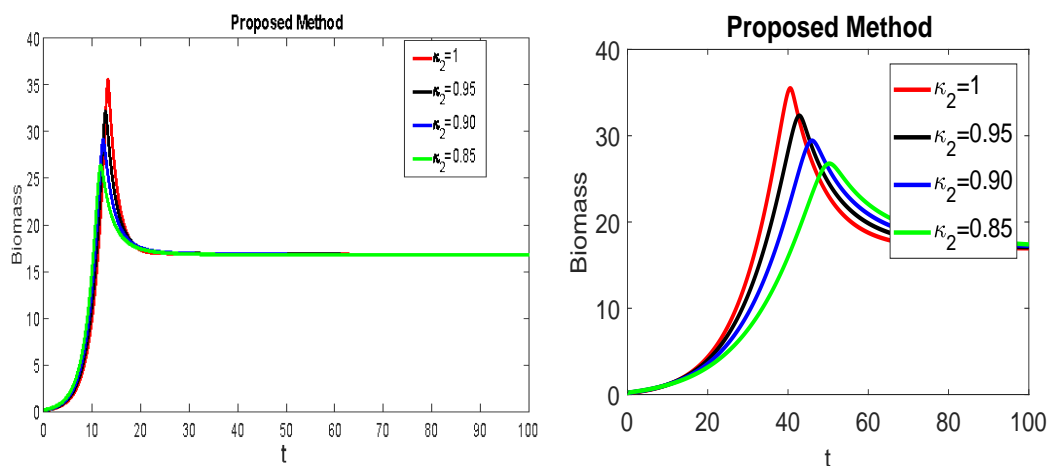 Proposed Method
40
35
30
25
20
15
10
5
0
Biomass
κ2=1
κ2=0.95
κ2=0.90
κ2=0.85
0 10 20 30 40 50 60 70 80 90 100
t
Proposed Method
40
30
20
10
0
Biomass
κ2=1
κ2=0.95
κ2=0.90
κ2=0.85
0 20 40 60 80 100
t